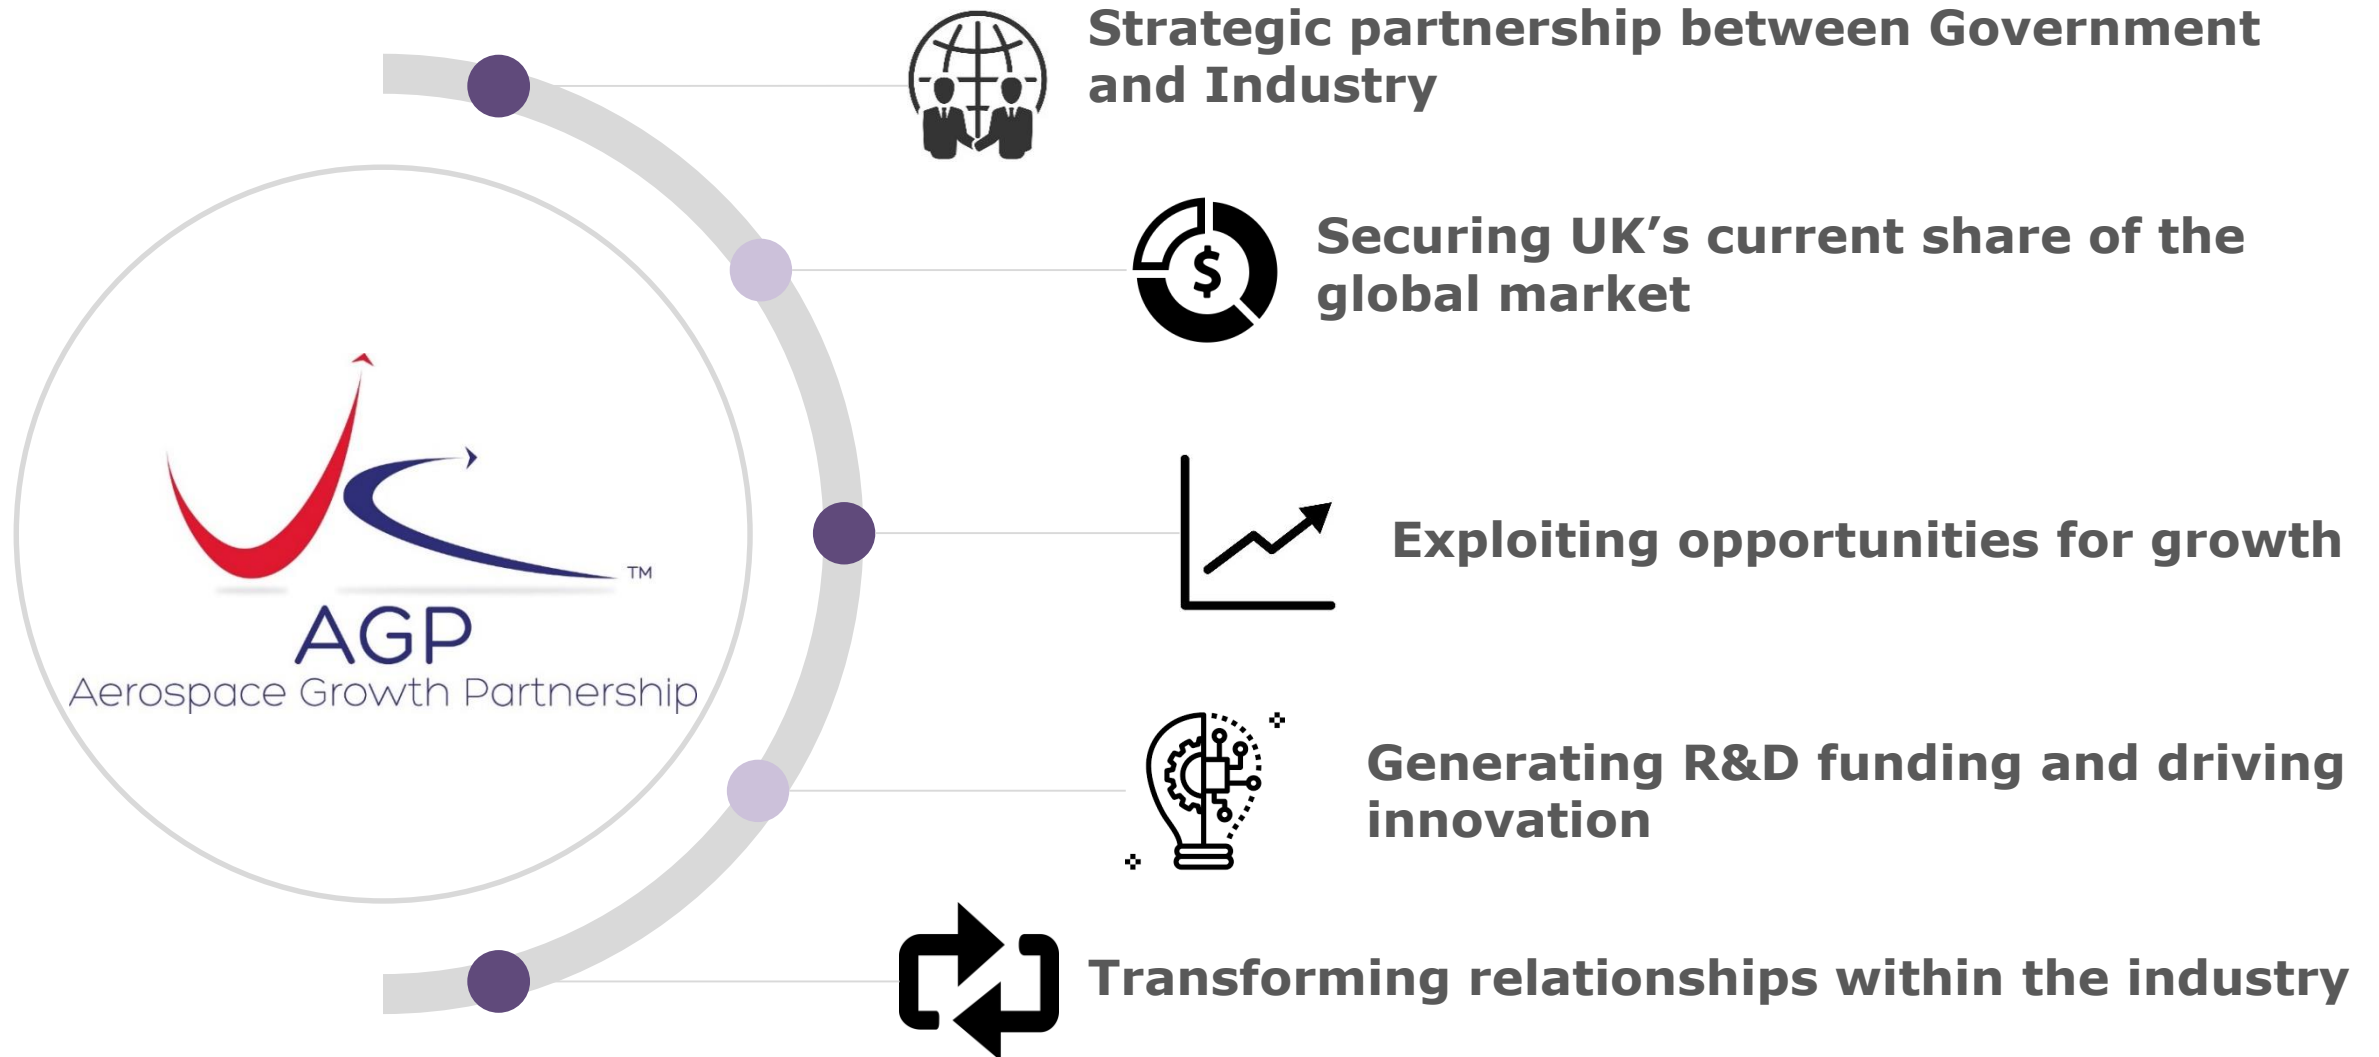 Strategic partnership between Government
and Industry
Securing UK’s current share of the
global market
$
Exploiting opportunities for growth
TM
AGP
Aerospace Growth Partnership
Generating R&D funding and driving
innovation
Transforming relationships within the industry